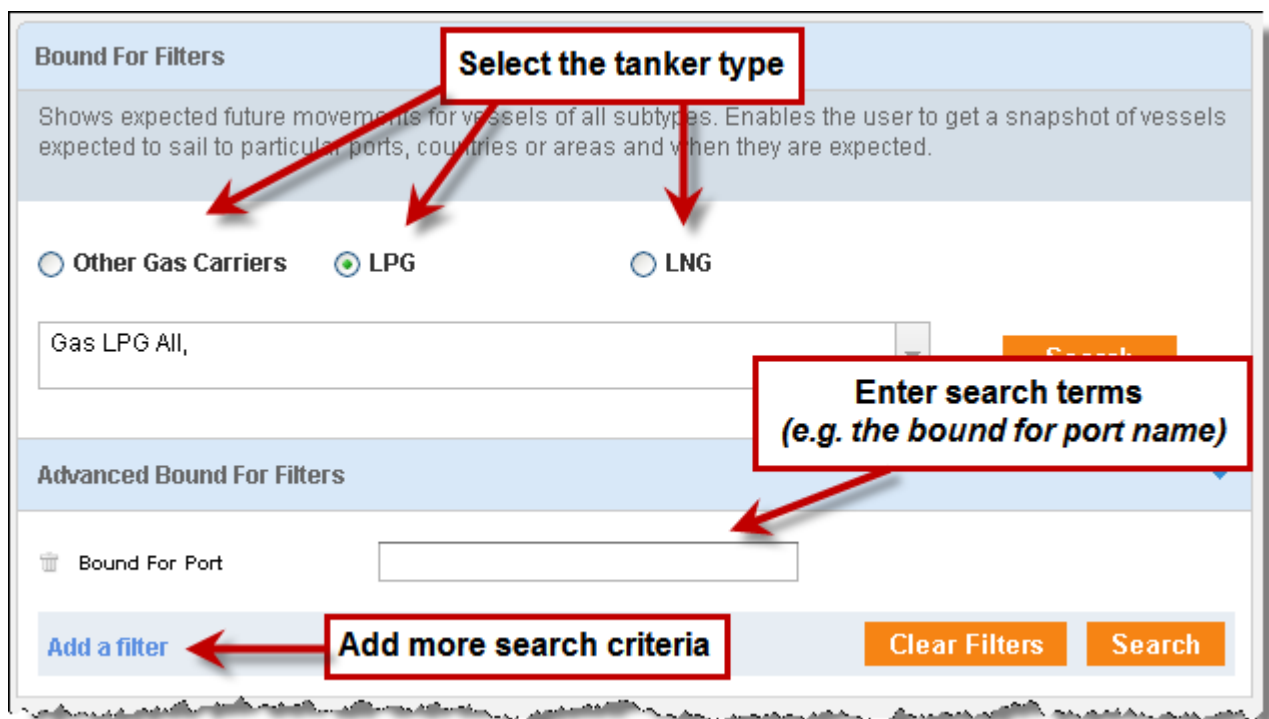 Bound For Filters
Select the tanker type
Shows expected future movements for vessels of all subtypes. Enables the user to get a snapshot of vessels
expected to sail to particular ports, countries or areas and when they are expected.
Other Gas Carriers
LPG
LNG
Gas LPG All,
Search
Enter search terms
(e.g. the bound for port name)
Advanced Bound For Filters
Bound For Port
Add a filter
Add more search criteria
Clear Filters
Search